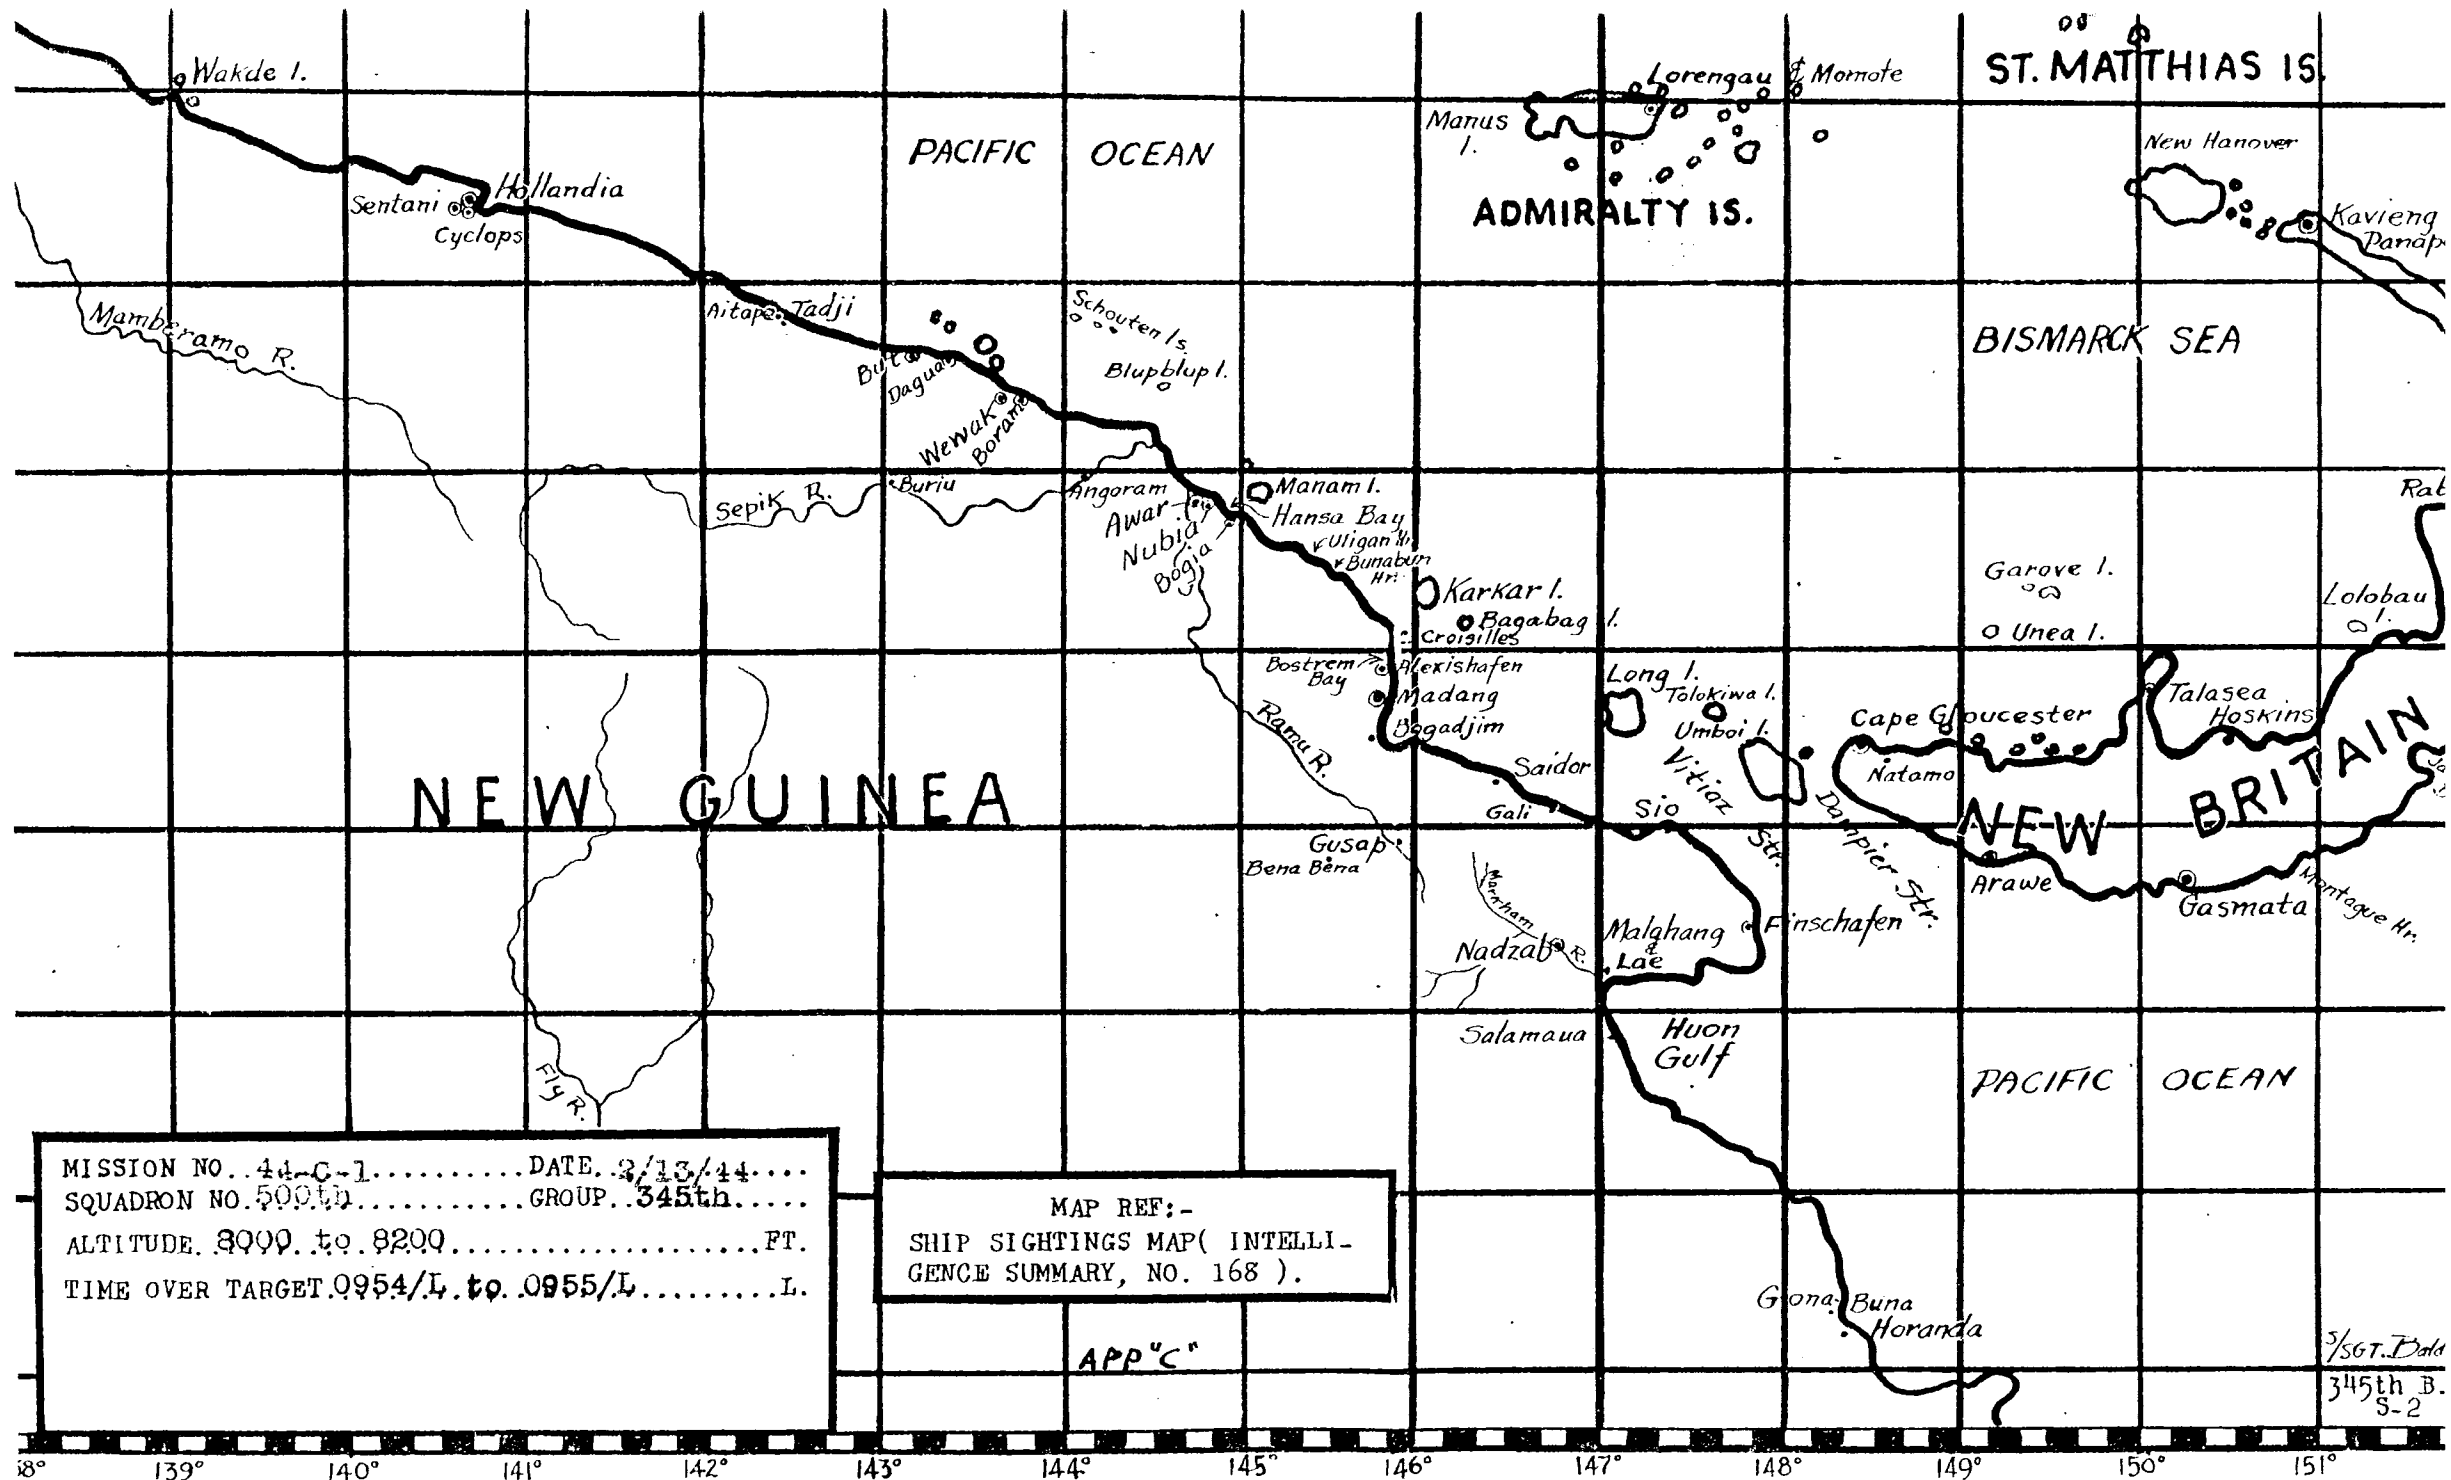 ST. MATTHIAS IS.
Wakde I.
Lorengau & Momote
Manus
I.
PACIFIC OCEAN
New Hanover
Hollandia
Sentani
Cyclops
ADMIRALTY IS.
Kavieng
Panap
Mamberamo R.
Aitape
Tadji
Schouten Is.
BISMARCK SEA
But
Dagua
Blupblup I.
Wewak
Boram
Buriu
Sepik R.
Angoram
Manam I.
Awar
Hansa Bay
Nubia
Bogia
Uligan Hr.
Bunabun
Hr.
Rab
Karkar I.
Bagabag I.
Croisilles
Garove I.
Unea I.
Lolobau
I.
Bostrem
Bay
Alexishafen
Madang
Bogadjim
Long I.
Tolokiwa I.
Umboi I.
Cape Gloucester
Talasea
Hoskins
Ramu R.
Saidor
Vitiaz Str.
Natamo
NEW GUINEA
Gali
Sio
Dampier Str.
NEW BRITAIN
Gusap
Bena Bena
Markham R.
Arawe
Gasmata
Montague Hr.
Nadzab
Malahang
&
Lae
Finschafen
Salamaua
Huon
Gulf
PACIFIC OCEAN
Fly R.
MISSION NO..44-C-1...........DATE..2/13/44....
SQUADRON NO.500th............GROUP..345th.....
ALTITUDE..8000..to.8200....................FT.
TIME OVER TARGET.0954/L.to..0955/L.........L.
MAP REF:-
SHIP SIGHTINGS MAP( INTELLI-
GENCE SUMMARY, NO. 168 ).
APP "C"
Gona
Buna
Horanda
S/SGT. Bald
345th B.
S-2
38° 139° 140° 141° 142° 143° 144° 145° 146° 147° 148° 149° 150° 151°